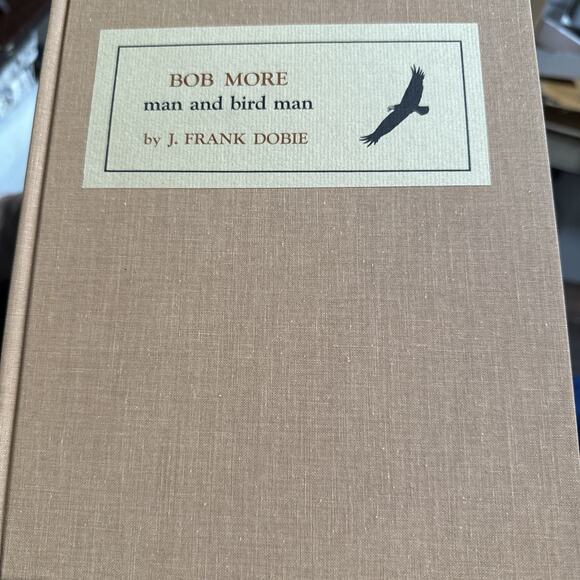 BOB MORE
man and bird man
by J. FRANK DOBIE